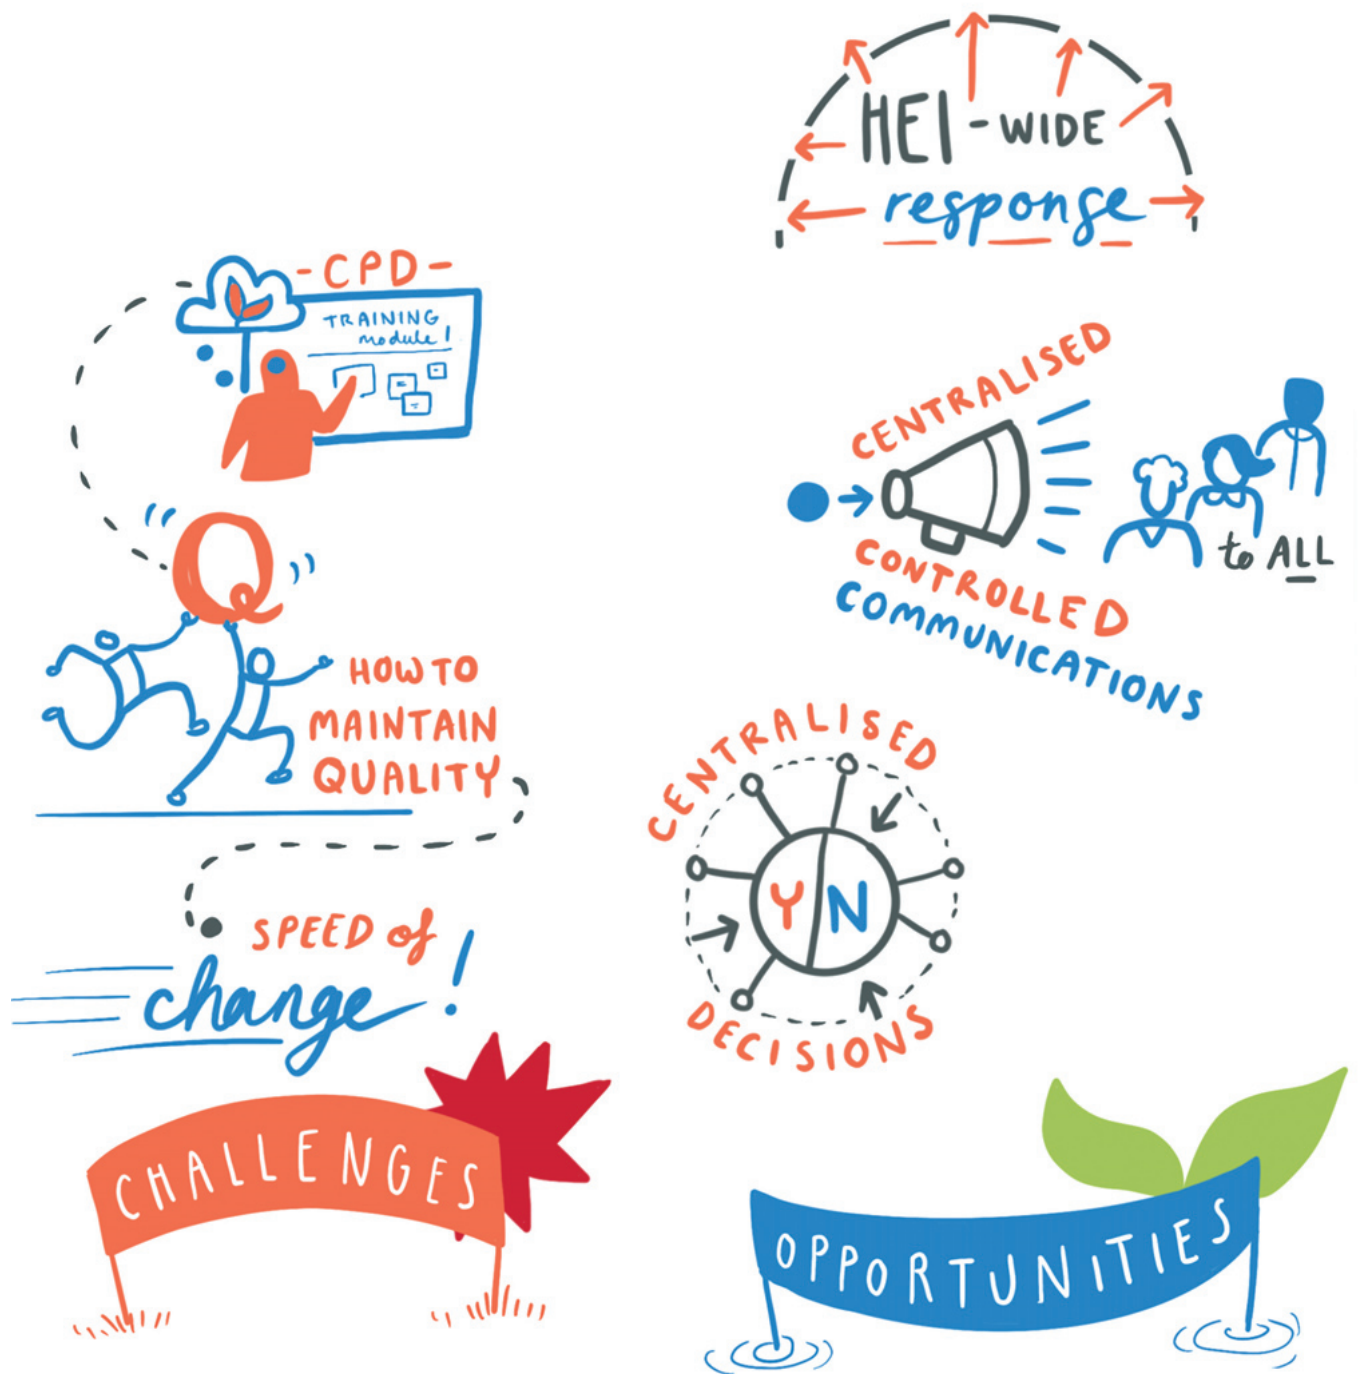 HEI-WIDE
response
-CPD-
TRAINING
module!
Q
HOW TO
MAINTAIN
QUALITY
SPEED of
change!
CHALLENGES
CENTRALISED
CONTROLLED
COMMUNICATIONS
to ALL
CENTRALISED
Y N
DECISIONS
OPPORTUNITIES